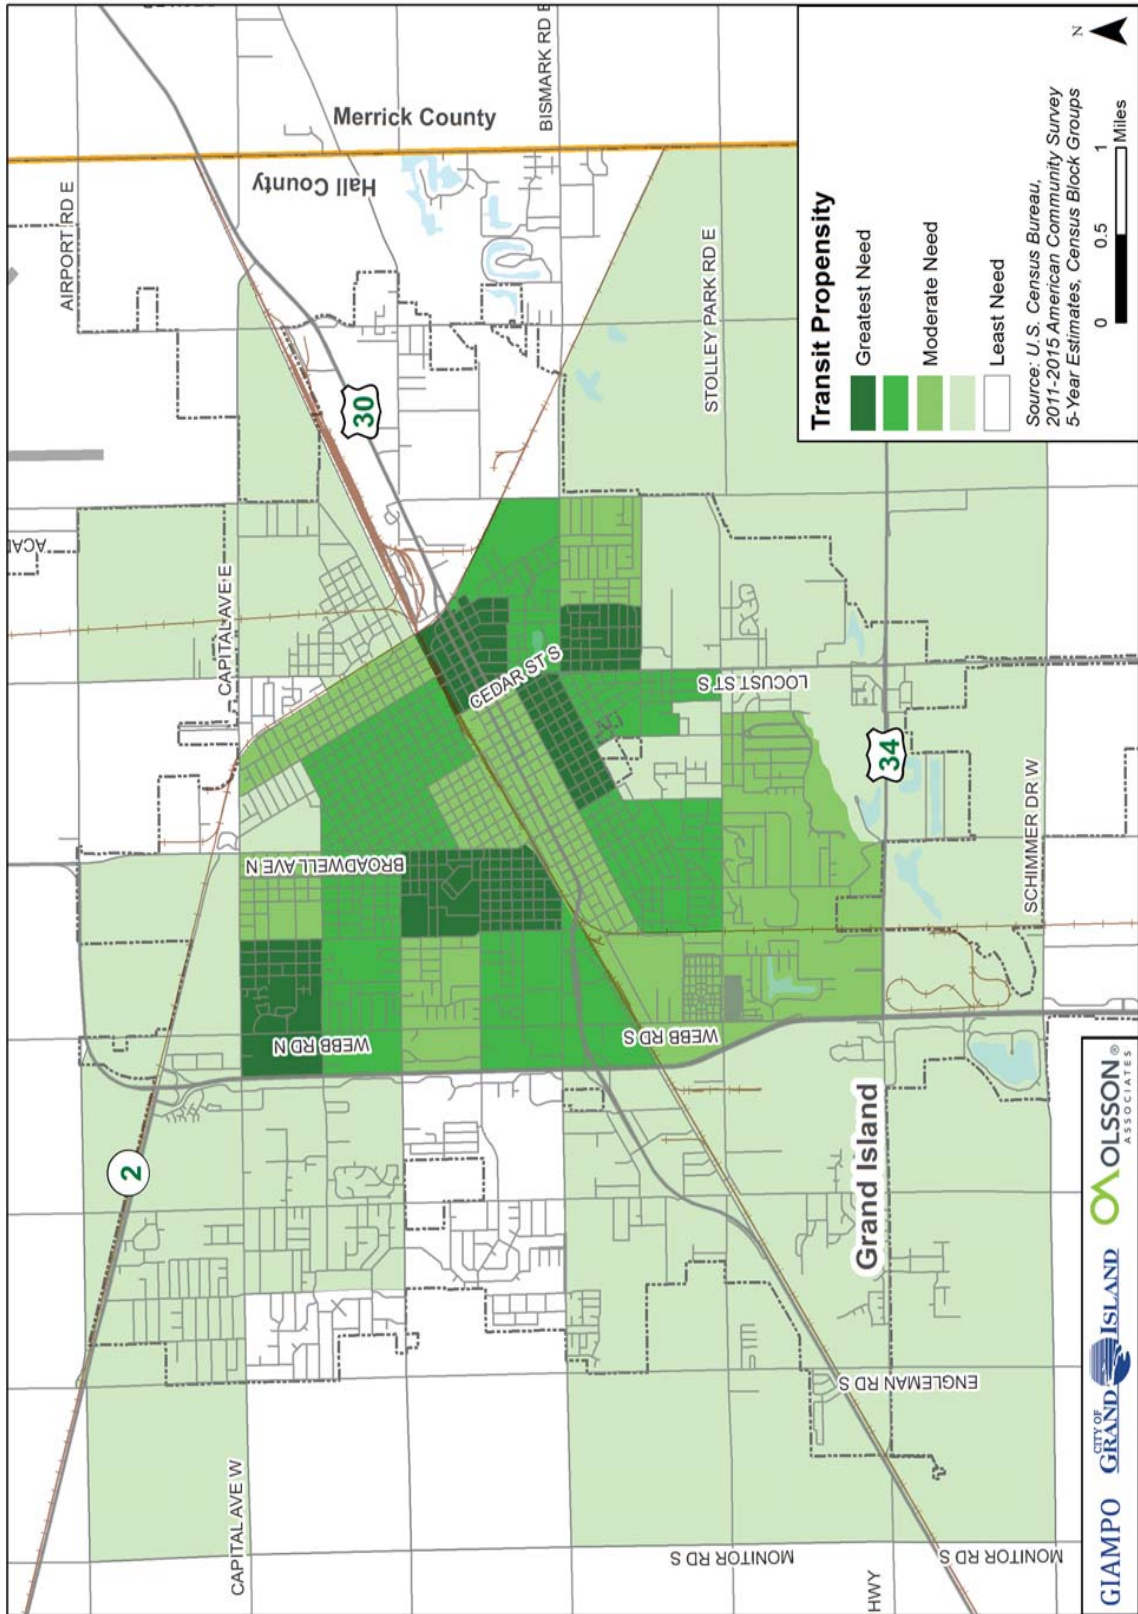 AIRPORT RD E
ACAD
CAPITAL AVE E
2
Merrick County
Hall County
30
BISMARK RD E
BROADWELL AVE N
WEBB RD N
CEDAR ST S
CAPITAL AVE W
STOLLEY PARK RD E
LOCUST ST S
WEBB RD S
34
Grand Island
SCHIMMER DR W
ENGLEMAN RD S
MONITOR RD S
MONITOR RD S
HWY
Transit Propensity
Greatest Need
Moderate Need
Least Need
Source: U.S. Census Bureau,
2011-2015 American Community Survey
5-Year Estimates, Census Block Groups
0 0.5 1
Miles
N
GIAMPO
CITY OF
GRAND ISLAND
OLSSON®
ASSOCIATES